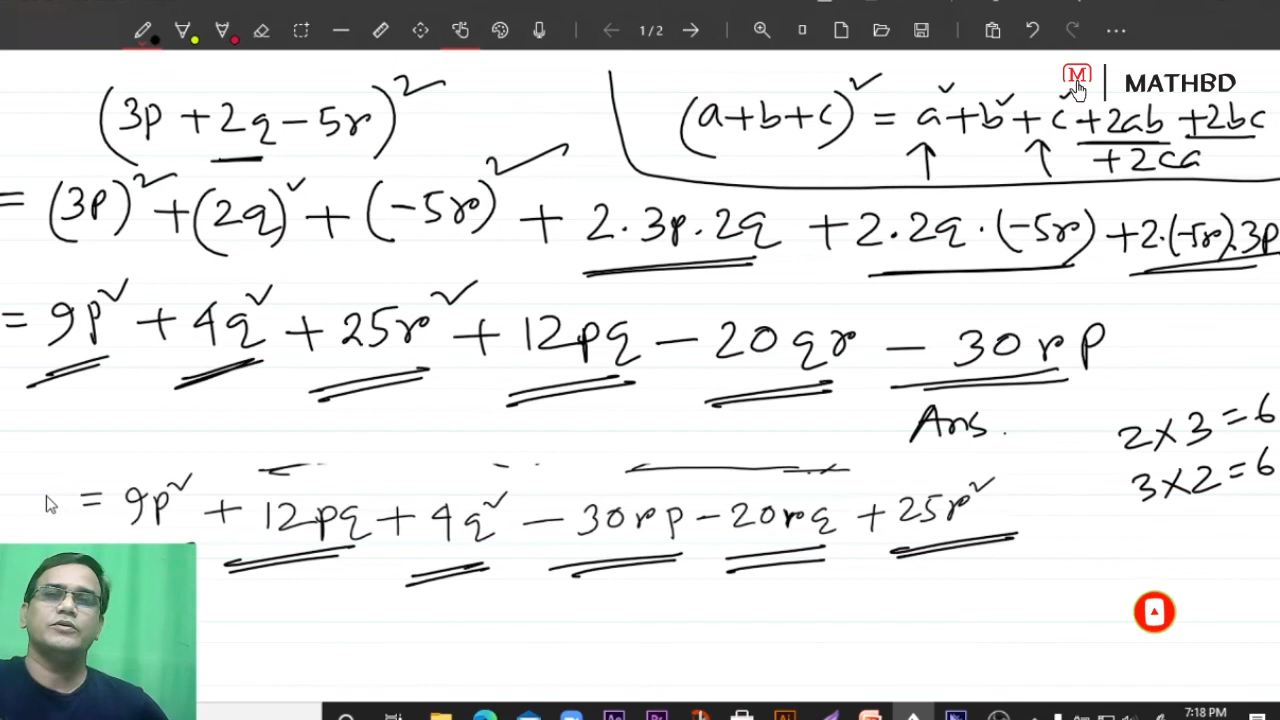 1/2
M | MATHBD
(3p + 2q - 5r)²
(a+b+c)² = a² + b² + c² + 2ab + 2bc
+ 2ca
= (3p)² + (2q)² + (-5r)² + 2·3p·2q + 2·2q·(-5r) + 2·(-5r)·3p
= 9p² + 4q² + 25r² + 12pq - 20qr - 30rp
Ans.
2×3=6
3×2=6
= 9p² + 12pq + 4q² - 30rp - 20rq + 25r²
7:18 PM